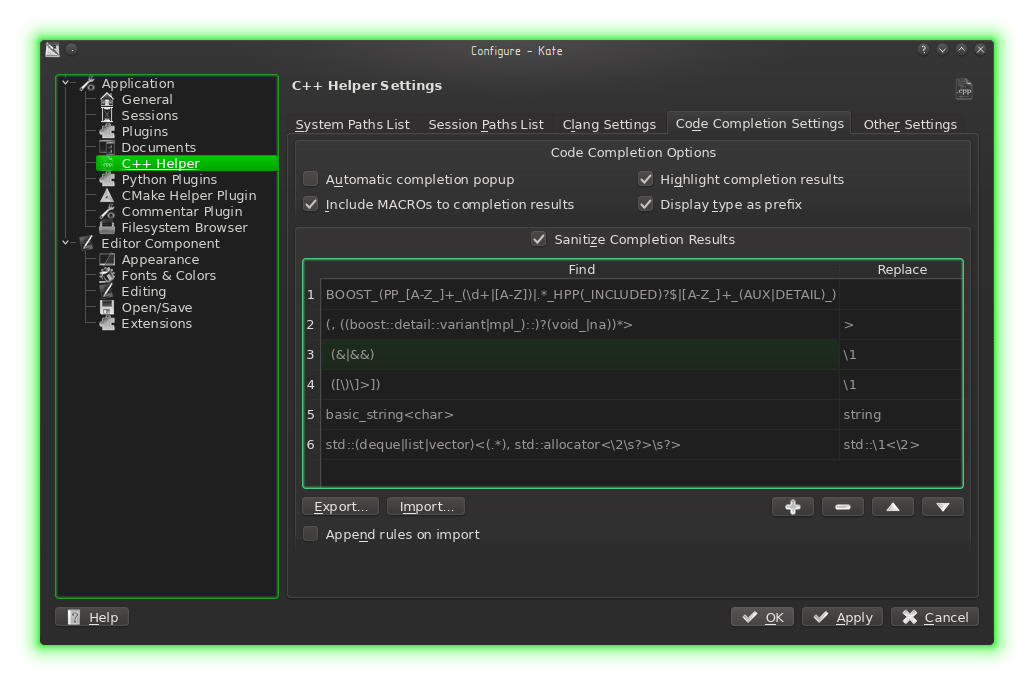 Configure – Kate
Application
General
Sessions
Plugins
Documents
C++ Helper
Python Plugins
CMake Helper Plugin
Commentar Plugin
Filesystem Browser
Editor Component
Appearance
Fonts & Colors
Editing
Open/Save
Extensions
C++ Helper Settings
.cpp
System Paths List Session Paths List Clang Settings Code Completion Settings Other Settings
Code Completion Options
Automatic completion popup Highlight completion results
Include MACROs to completion results Display type as prefix
Sanitize Completion Results
Find Replace
1 BOOST_(PP_[A-Z_]+_(\d+|[A-Z])|.*_HPP(_INCLUDED)?$|[A-Z_]+_(AUX|DETAIL)_)
2 (, ((boost::detail::variant|mpl_)::)?(void_|na))*> >
3 (&|&&) \1
4 ([\)\]>]) \1
5 basic_string<char> string
6 std::(deque|list|vector)<(.*), std::allocator<\2\s?>\s?> std::\1<\2>
Export... Import...
Append rules on import
Help OK Apply Cancel